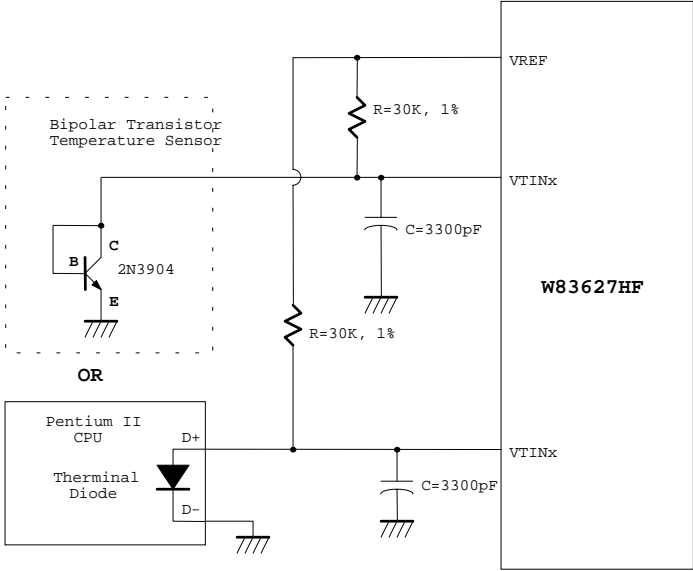 VREF
R=30K, 1%
Bipolar Transistor
Temperature Sensor
VTINx
C=3300pF
C
B
2N3904
E
W83627HF
R=30K, 1%
OR
Pentium II
CPU
D+
VTINx
Therminal
Diode
C=3300pF
D-